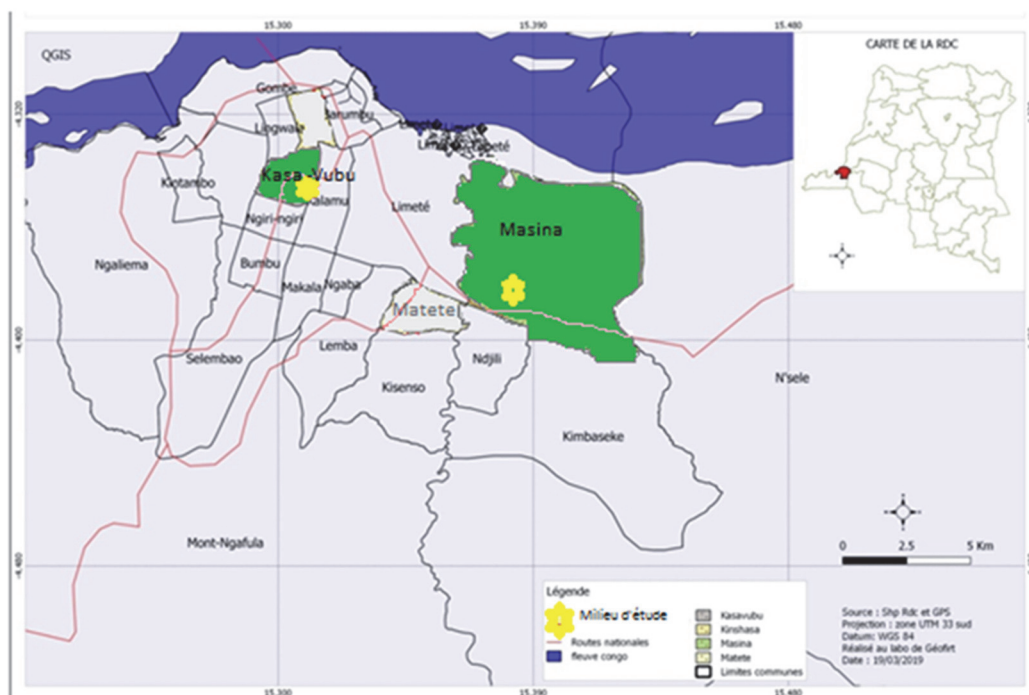 15.300 15.390 15.480
QGIS
CARTE DE LA RDC
Gombe
-4.320
Barumbu
Lingwala
Limeté
Kasa-Vubu
Kintambo
Kalamu
Limeté
Ngiri-ngiri
Masina
Ngaliema
Bumbu
Makala
Ngaba
Matete
Selembao
Lemba
Ndjili
Kisenso
N'sele
Kimbaseke
Mont-Ngafula
0 2.5 5 Km
-4.480
Légende
Milieu d'étude
Routes nationales
fleuve congo
Kasavubu
Kinshasa
Masina
Matete
Limites communes
Source : Shp Rdc et GPS
Projection : zone UTM 33 sud
Datum: WGS 84
Réalisé au labo de Géofirt
Date : 19/03/2019
15.300 15.390 15.480